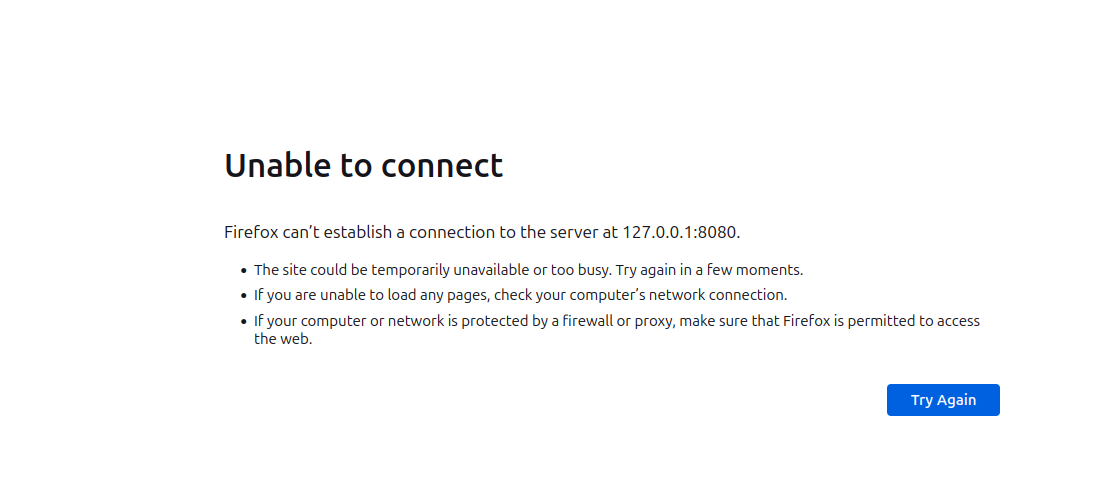 Unable to connect
Firefox can’t establish a connection to the server at 127.0.0.1:8080.
• The site could be temporarily unavailable or too busy. Try again in a few moments.
• If you are unable to load any pages, check your computer’s network connection.
• If your computer or network is protected by a firewall or proxy, make sure that Firefox is permitted to access
the web.
Try Again